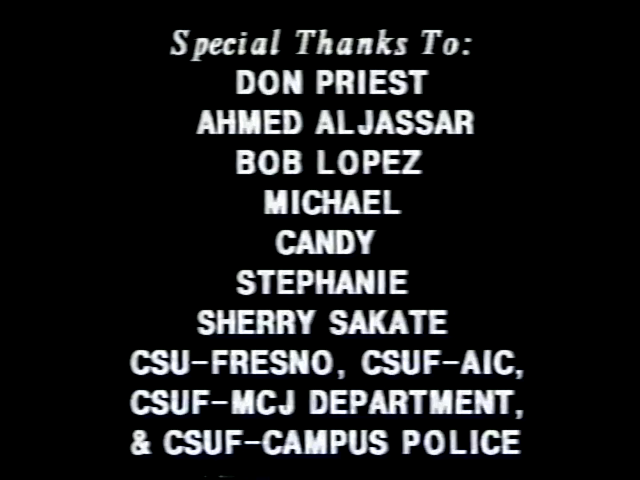 Special Thanks To:
DON PRIEST
AHMED ALJASSAR
BOB LOPEZ
MICHAEL
CANDY
STEPHANIE
SHERRY SAKATE
CSU-FRESNO, CSUF-AIC,
CSUF-MCJ DEPARTMENT,
& CSUF-CAMPUS POLICE